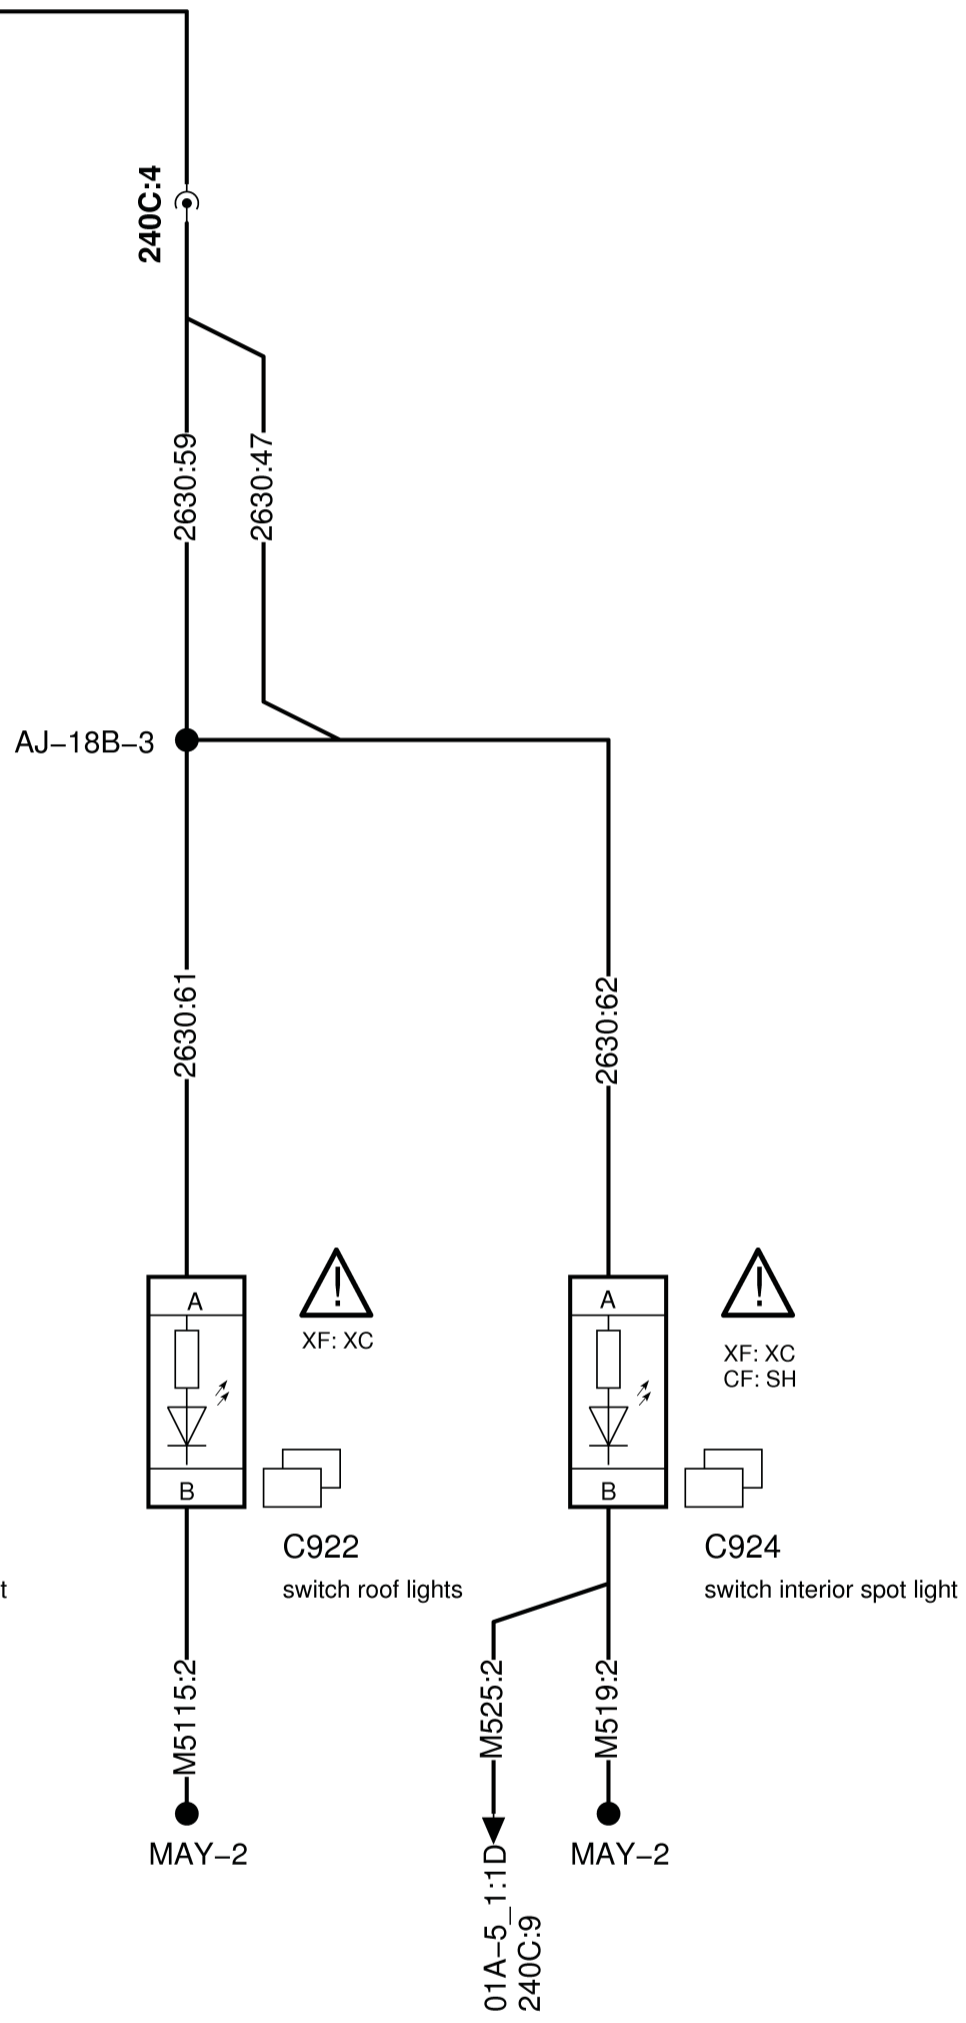 240C:4
2630:59
2630:47
AJ−18B−3
2630:61
2630:62
A
!
XF: XC
B
C922
switch roof lights
A
!
XF: XC
CF: SH
B
C924
switch interior spot light
t
M5115:2
MAY−2
M525:2
01A−5_1:1D
240C:9
M519:2
MAY−2